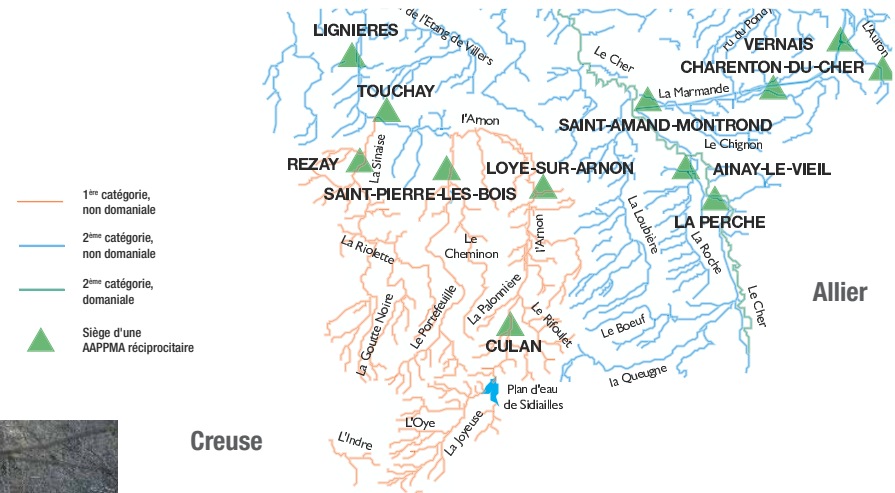 de l'Etang de Villers
ru du Pona
l'Auron
LIGNIERES
VERNAIS
Le Cher
CHARENTON-DU-CHER
TOUCHAY
La Marmande
l'Arnon
SAINT-AMAND-MONTROND
Le Chignon
REZAY
La Sinaise
LOYE-SUR-ARNON
AINAY-LE-VIEIL
SAINT-PIERRE-LES-BOIS
1ère catégorie,
non domaniale
LA PERCHE
l'Arnon
La Loubière
La Roche
2ème catégorie,
non domaniale
La Riolette
Le
Cheminon
2ème catégorie,
domaniale
Allier
La Goutte Noire
Le Portefeuille
La Palonnière
Le Rifoulet
Le Boeuf
Le Cher
Siège d'une
AAPPMA réciprocitaire
CULAN
la Queugne
Plan d'eau
de Sidiailles
L'Oye
La Joyeuse
L'Indre
Creuse